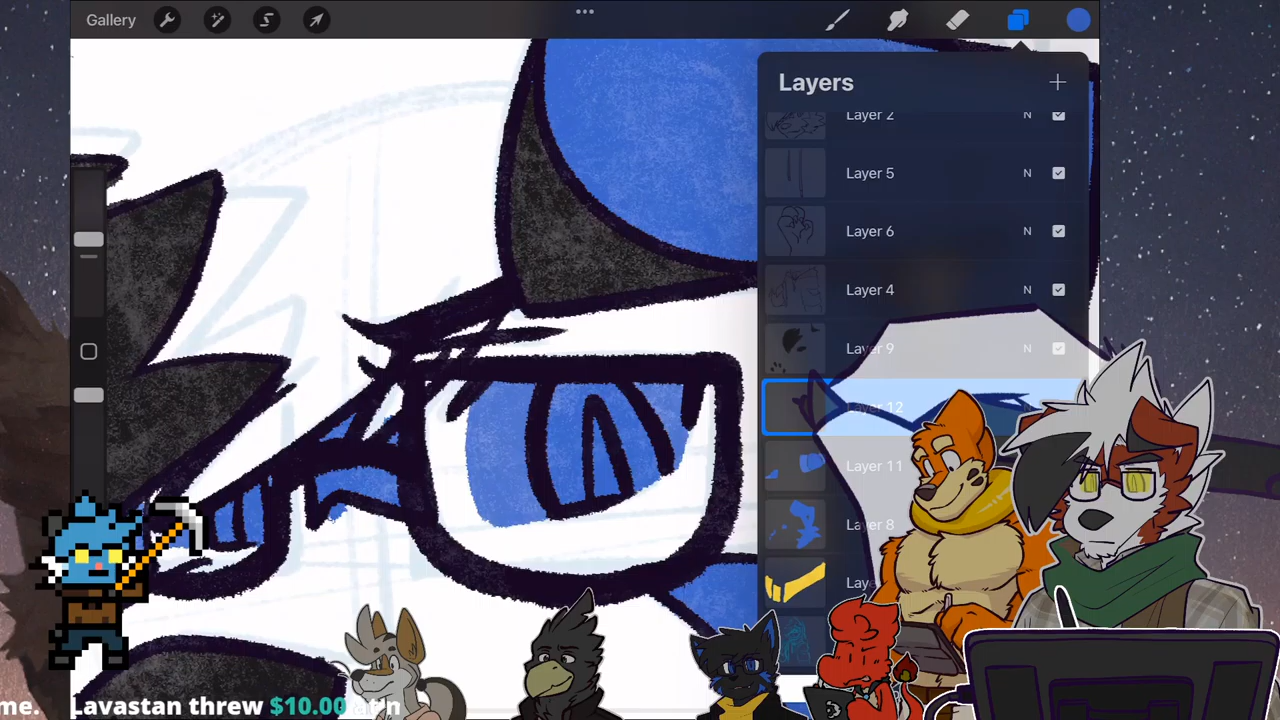 Gallery
Layers
Layer 2 N
Layer 5 N
Layer 6 N
Layer 4 N
Layer 9 N
Layer 12
Layer 11
Layer 8
me. Lavastan threw $10.00